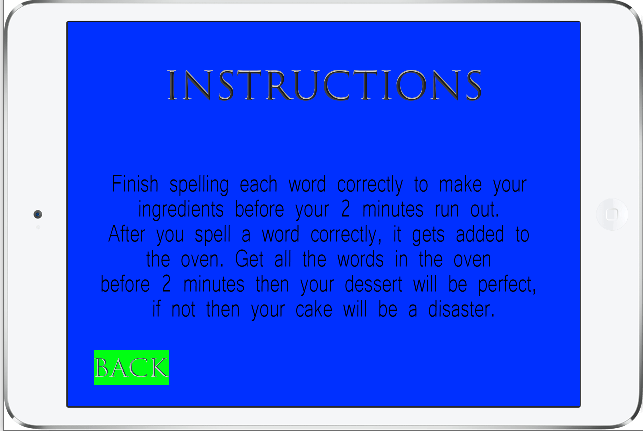 INSTRUCTIONS
Finish spelling each word correctly to make your
ingredients before your 2 minutes run out.
After you spell a word correctly, it gets added to
the oven. Get all the words in the oven
before 2 minutes then your dessert will be perfect,
if not then your cake will be a disaster.
BACK